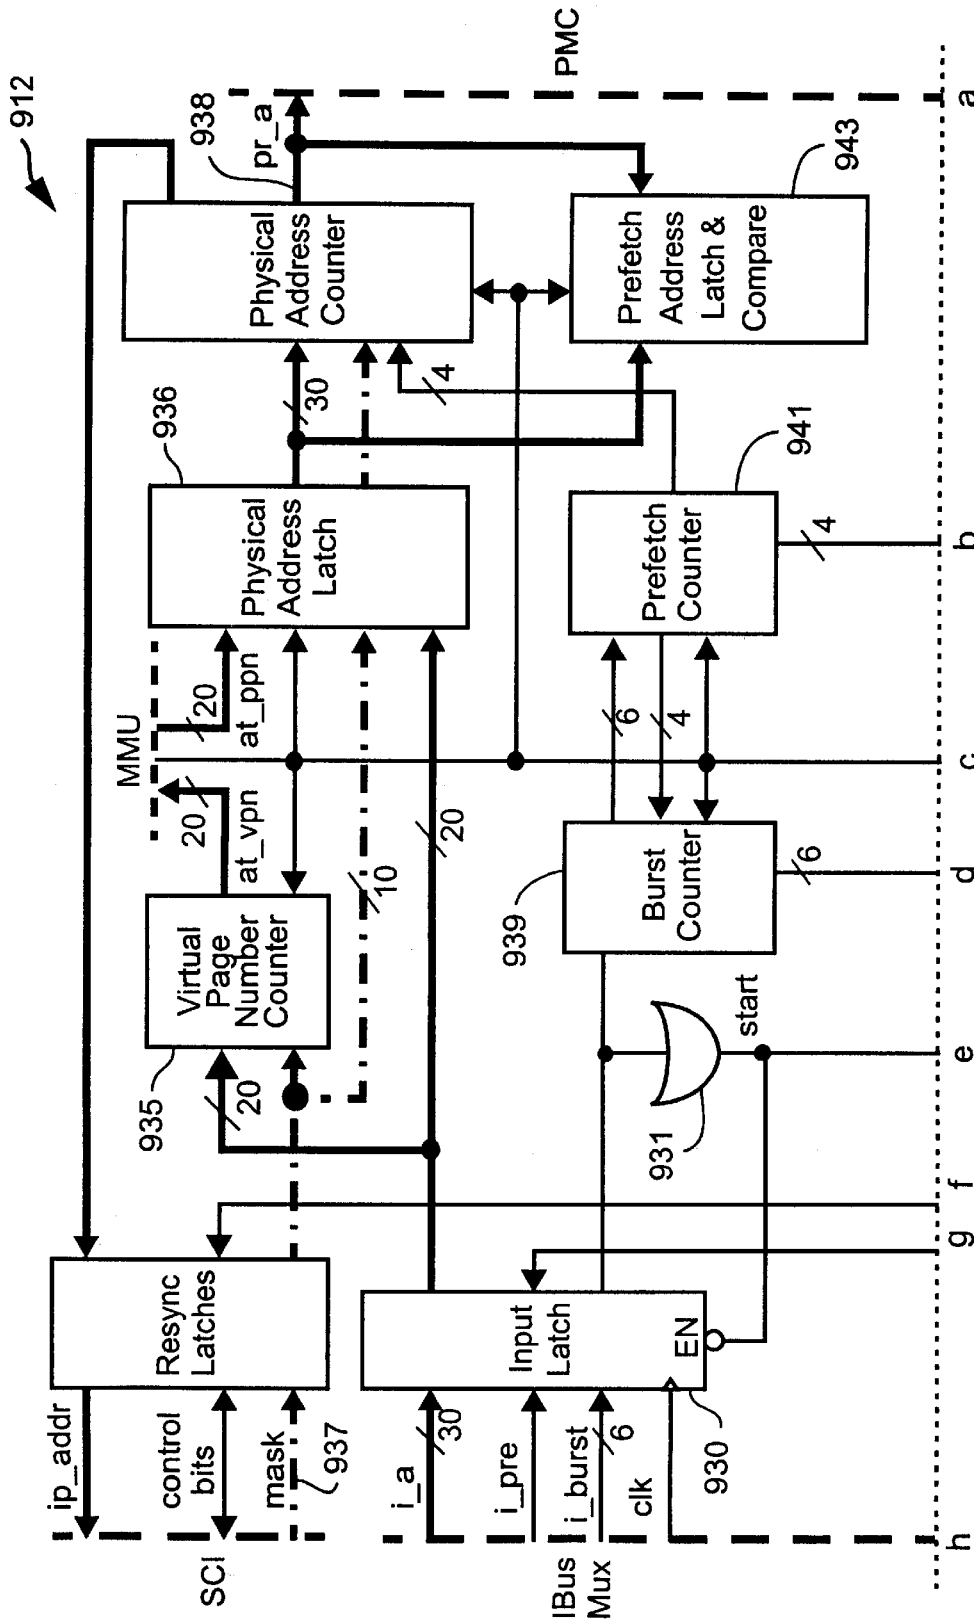 912
PMC
pr_a
938
Physical
Address
Counter
943
Prefetch
Address
Latch &
Compare
30
4
936
Physical
Address
Latch
941
Prefetch
Counter
4
MMU
20
at_ppn
20
at_vpn
6
4
20
10
Virtual
Page
Number
Counter
935
20
939
Burst
Counter
6
start
931
Resync
Latches
Input
Latch
EN
930
ip_addr
control
bits
mask
937
SCI
i_a
30
i_pre
i_burst
6
clk
IBus
Mux
a
b
c
d
e
f
g
h